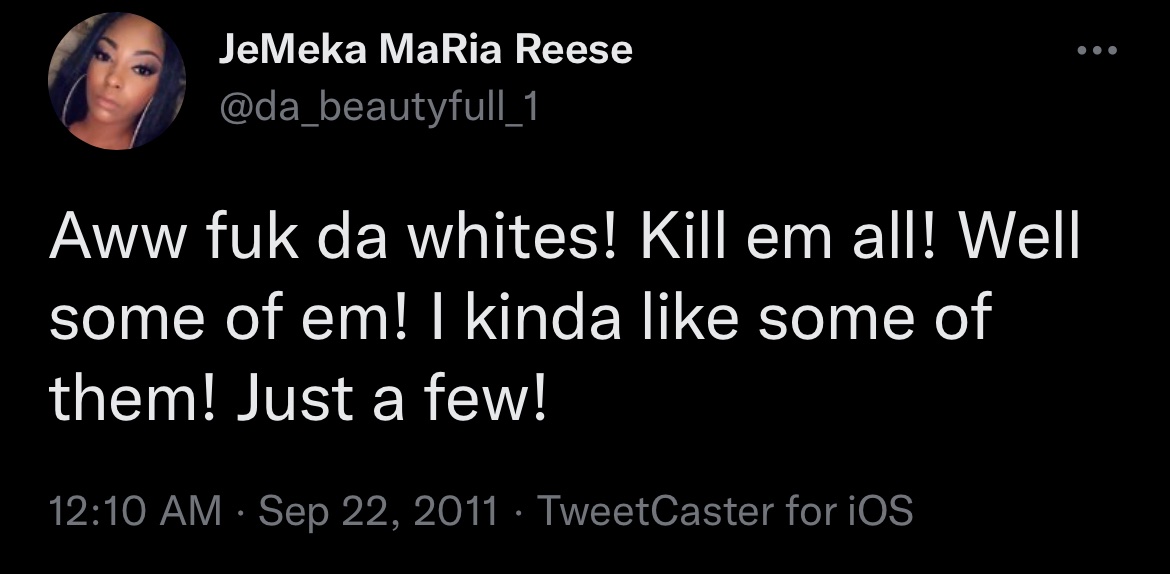 JeMeka MaRia Reese
@da_beautyfull_1
Aww fuk da whites! Kill em all! Well
some of em! I kinda like some of
them! Just a few!
12:10 AM · Sep 22, 2011 · TweetCaster for iOS